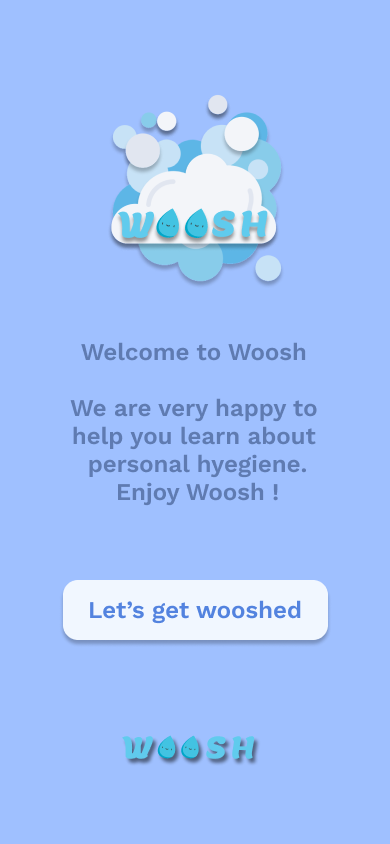 WOOSH
Welcome to Woosh
We are very happy to
help you learn about
personal hyegiene.
Enjoy Woosh !
Let’s get wooshed
WOOSH